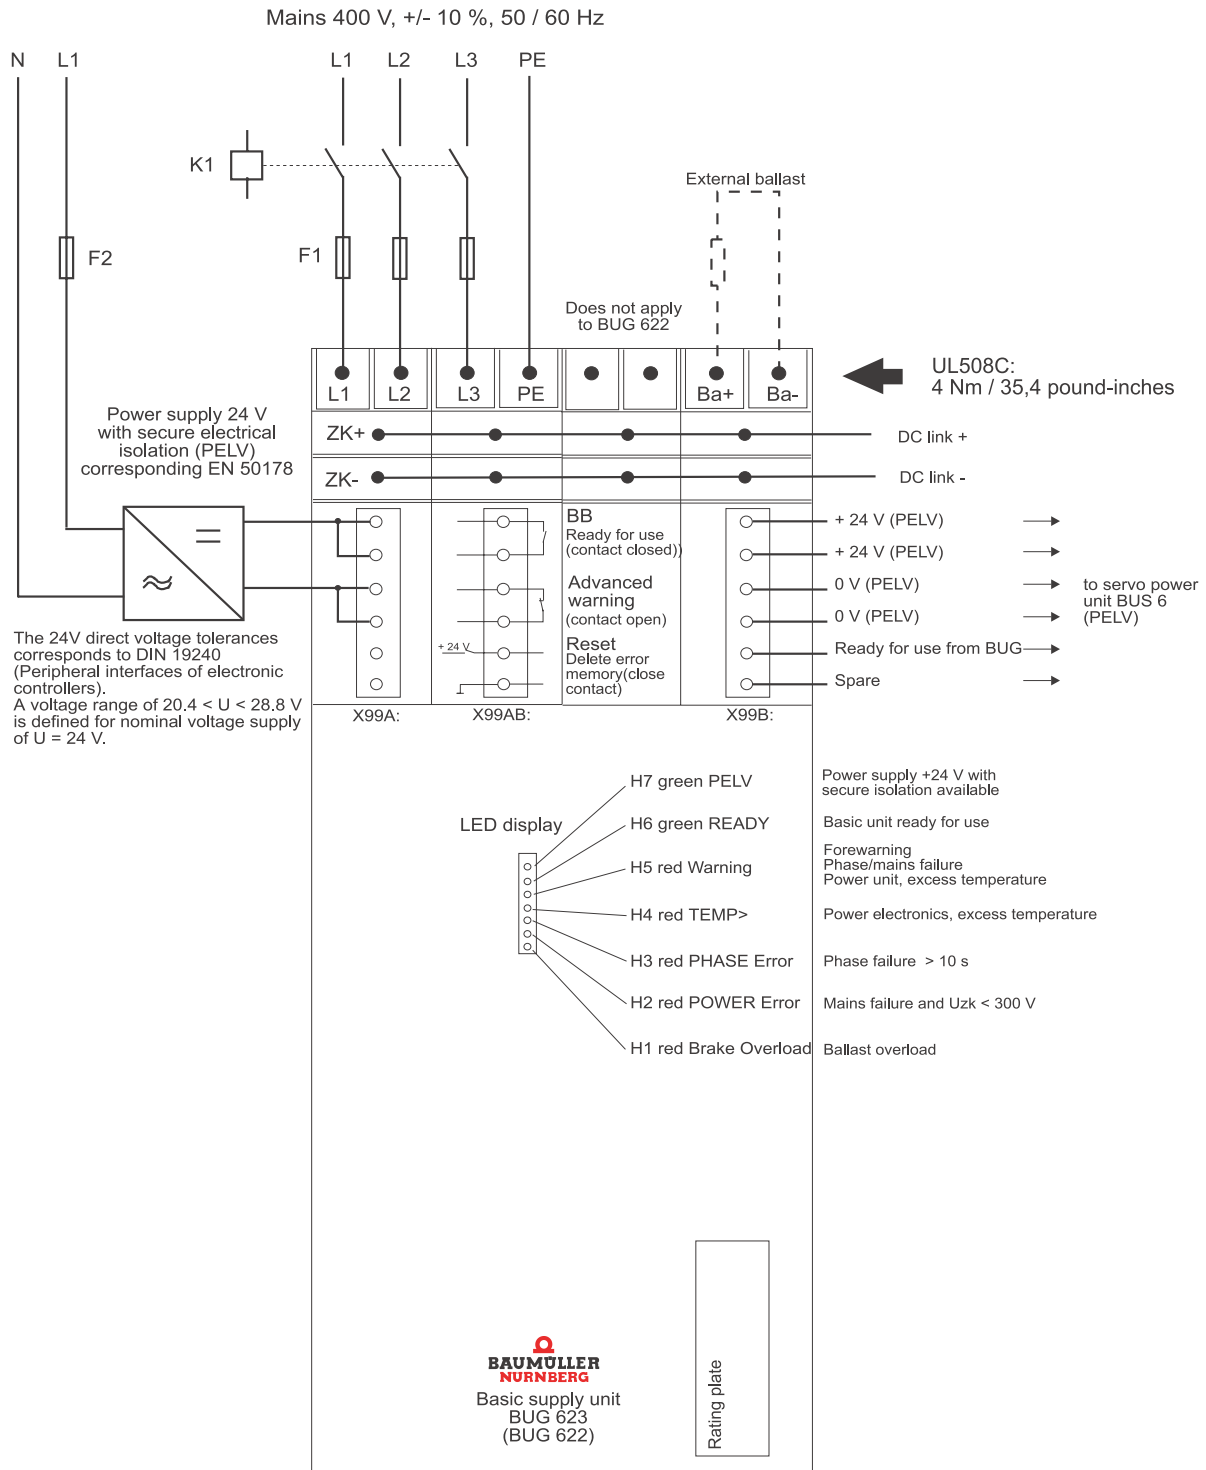 Mains 400 V, +/- 10 %, 50 / 60 Hz
N L1 L1 L2 L3 PE
K1
External ballast
F2
F1
Does not apply
to BUG 622
UL508C:
4 Nm / 35,4 pound-inches
L1 L2 L3 PE Ba+ Ba-
Power supply 24 V
with secure electrical
isolation (PELV)
corresponding EN 50178
ZK+
DC link +
ZK-
DC link -
BB
Ready for use
(contact closed))
Advanced
warning
(contact open)
Reset
Delete error
memory(close
contact)
+ 24 V
+ 24 V (PELV)
+ 24 V (PELV)
0 V (PELV)
0 V (PELV)
Ready for use from BUG
Spare
to servo power
unit BUS 6
(PELV)
The 24V direct voltage tolerances
corresponds to DIN 19240
(Peripheral interfaces of electronic
controllers).
A voltage range of 20.4 < U < 28.8 V
is defined for nominal voltage supply
of U = 24 V.
X99A: X99AB: X99B:
LED display
H7 green PELV
Power supply +24 V with
secure isolation available
H6 green READY
Basic unit ready for use
H5 red Warning
Forewarning
Phase/mains failure
Power unit, excess temperature
H4 red TEMP>
Power electronics, excess temperature
H3 red PHASE Error
Phase failure > 10 s
H2 red POWER Error
Mains failure and Uzk < 300 V
H1 red Brake Overload
Ballast overload
BAUMÜLLER
NÜRNBERG
Basic supply unit
BUG 623
(BUG 622)
Rating plate